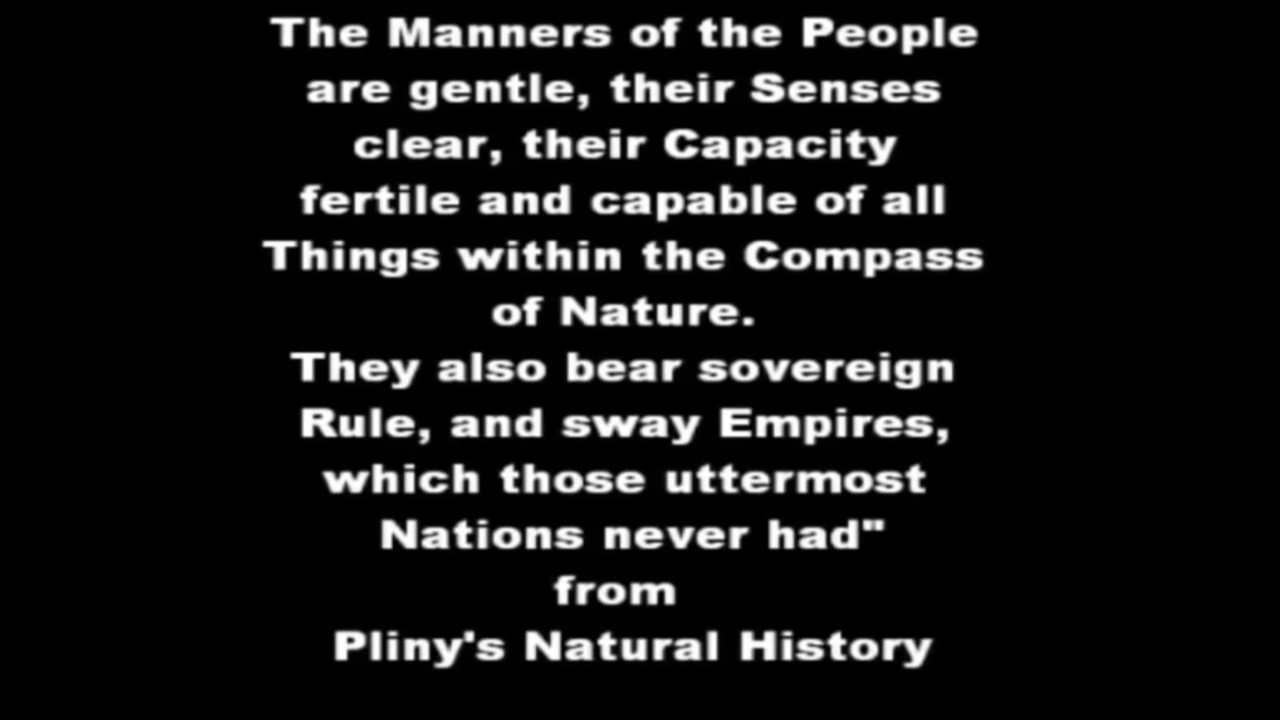 The Manners of the People
are gentle, their Senses
clear, their Capacity
fertile and capable of all
Things within the Compass
of Nature.
They also bear sovereign
Rule, and sway Empires,
which those uttermost
Nations never had"
from
Pliny's Natural History